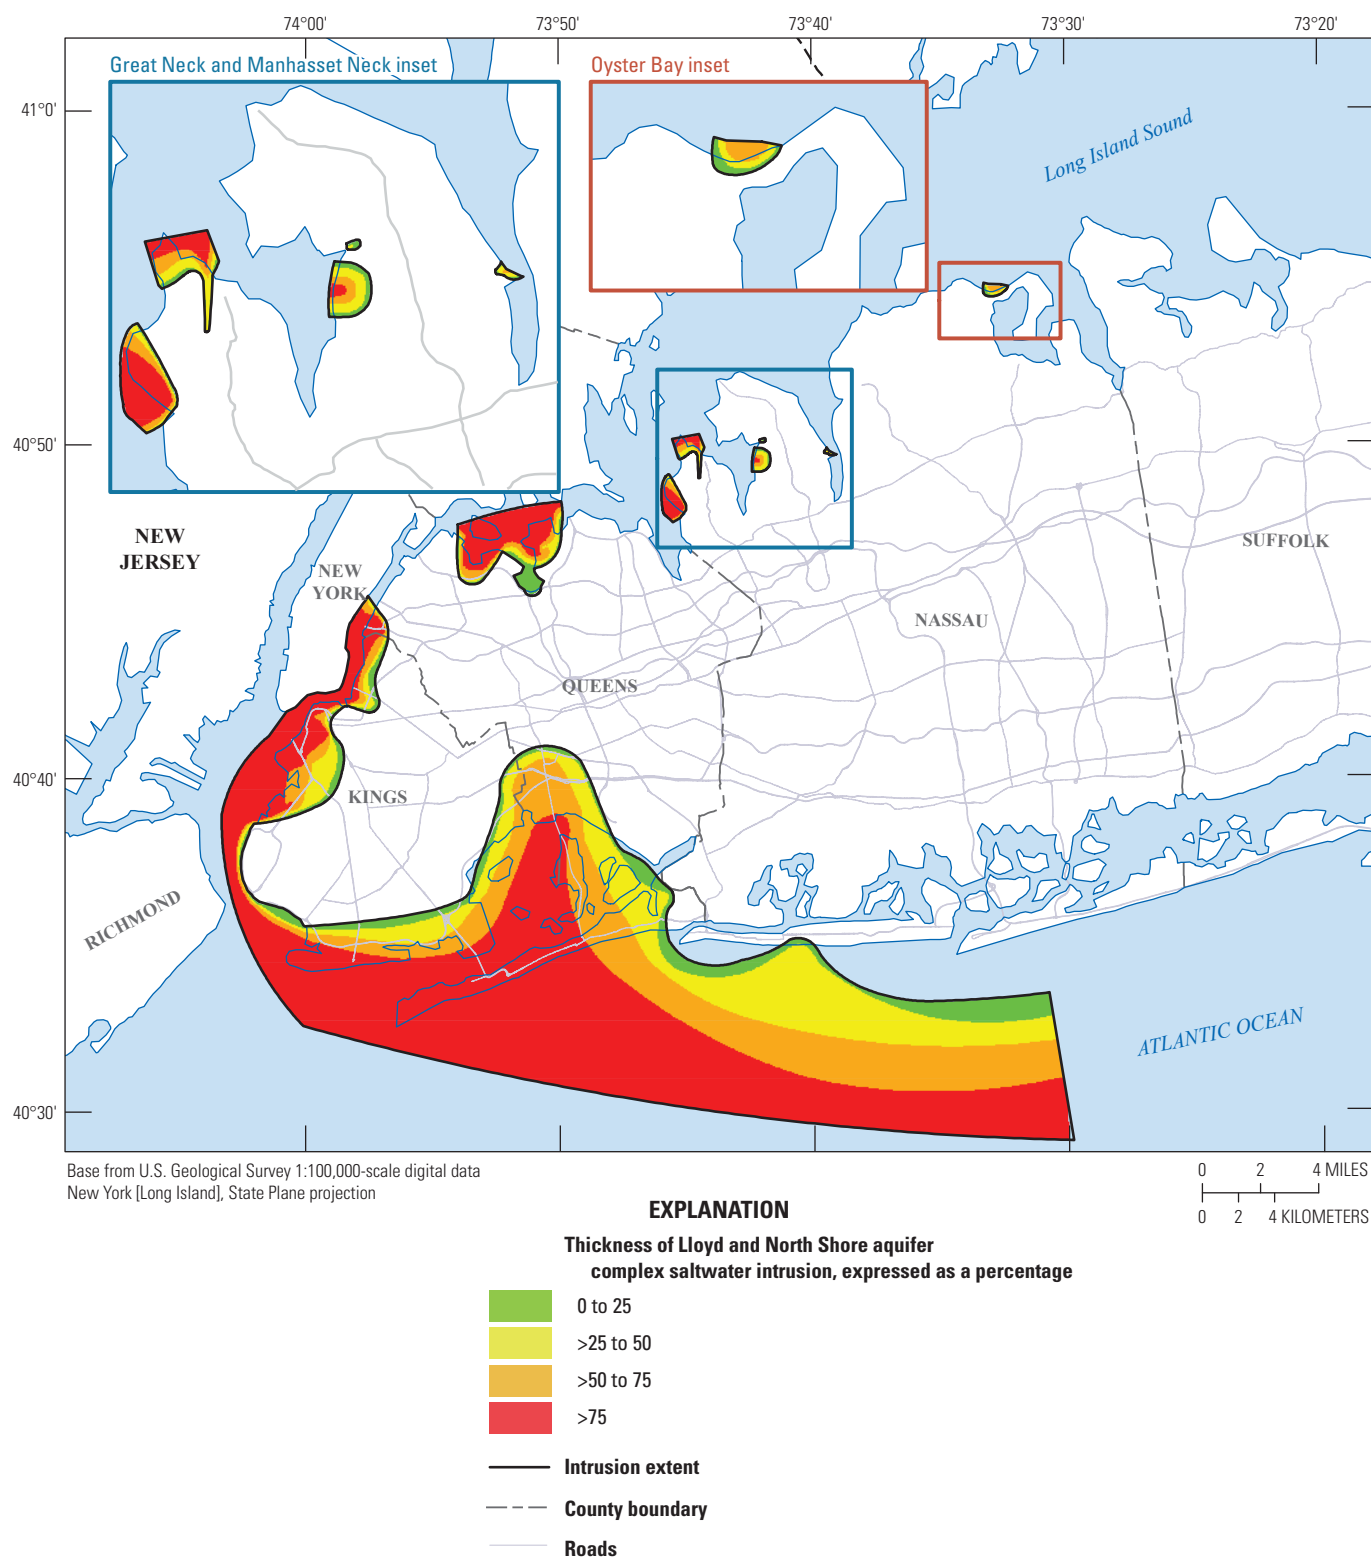 74°00'
73°50'
73°40'
73°30'
73°20'
Great Neck and Manhasset Neck inset
Oyster Bay inset
41°0'
Long Island Sound
40°50'
NEW
JERSEY
NEW
YORK
SUFFOLK
NASSAU
QUEENS
40°40'
KINGS
RICHMOND
ATLANTIC OCEAN
40°30'
Base from U.S. Geological Survey 1:100,000-scale digital data
New York [Long Island], State Plane projection
0 2 4 MILES
0 2 4 KILOMETERS
EXPLANATION
Thickness of Lloyd and North Shore aquifer
complex saltwater intrusion, expressed as a percentage
0 to 25
>25 to 50
>50 to 75
>75
Intrusion extent
County boundary
Roads